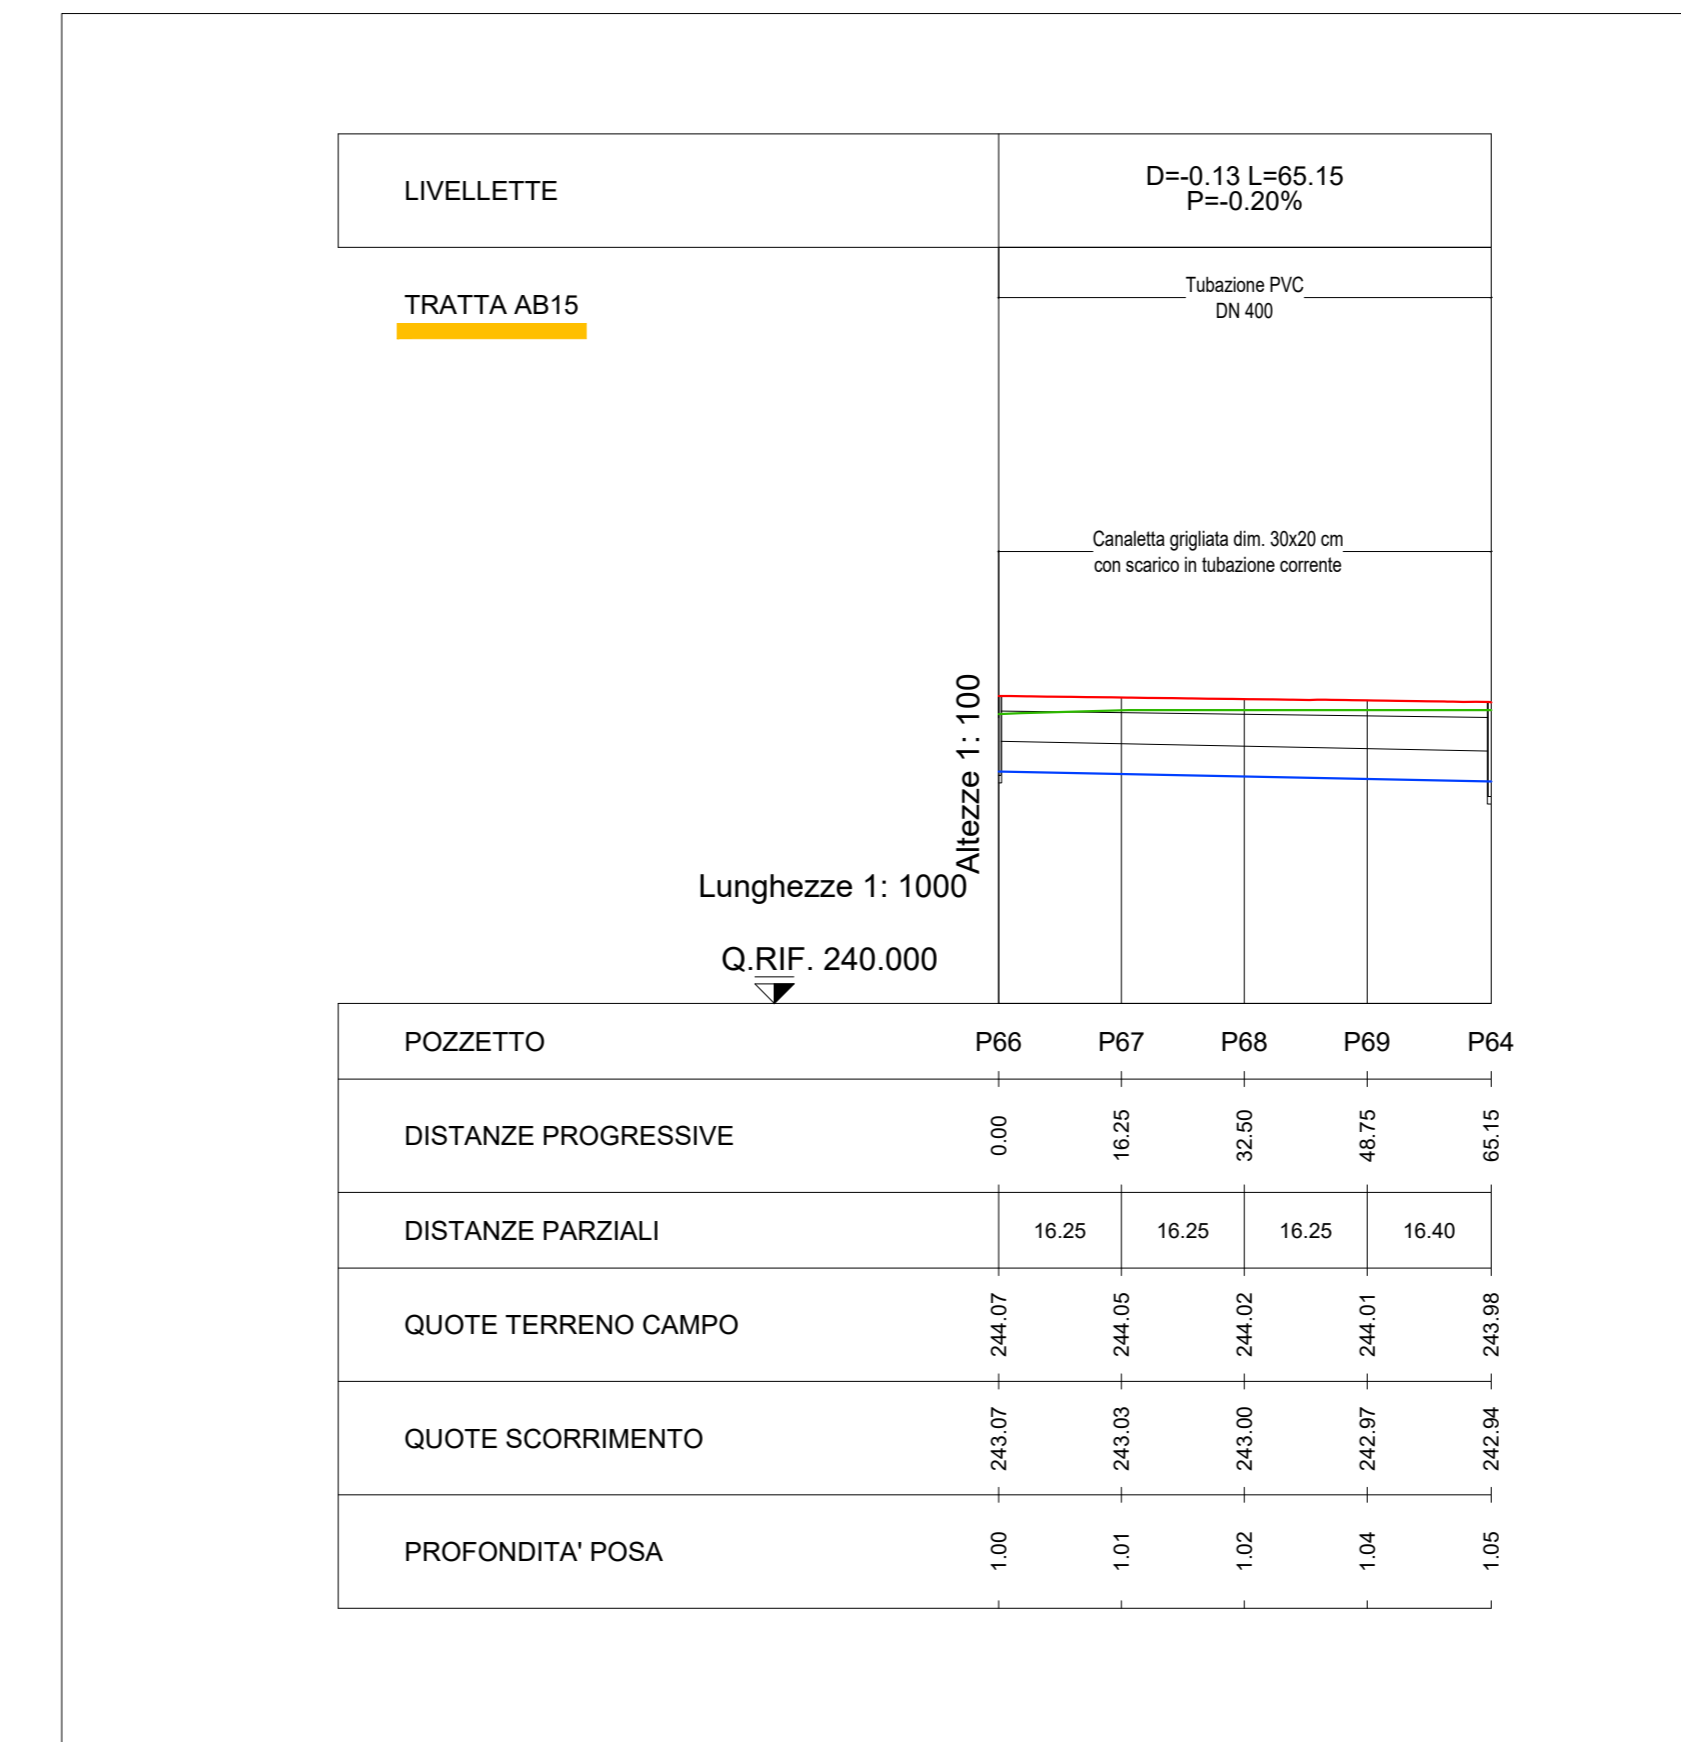 LIVELLETTE
D=-0.13 L=65.15
P=-0.20%
TRATTA AB15
Tubazione PVC
DN 400
Canaletta grigliata dim. 30x20 cm
con scarico in tubazione corrente
Altezze 1: 100
Lunghezze 1: 1000
Q.RIF. 240.000
POZZETTO P66 P67 P68 P69 P64
DISTANZE PROGRESSIVE 0.00 16.25 32.50 48.75 65.15
DISTANZE PARZIALI 16.25 16.25 16.25 16.40
QUOTE TERRENO CAMPO 244.07 244.05 244.02 244.01 243.98
QUOTE SCORRIMENTO 243.07 243.03 243.00 242.97 242.94
PROFONDITA' POSA 1.00 1.01 1.02 1.04 1.05